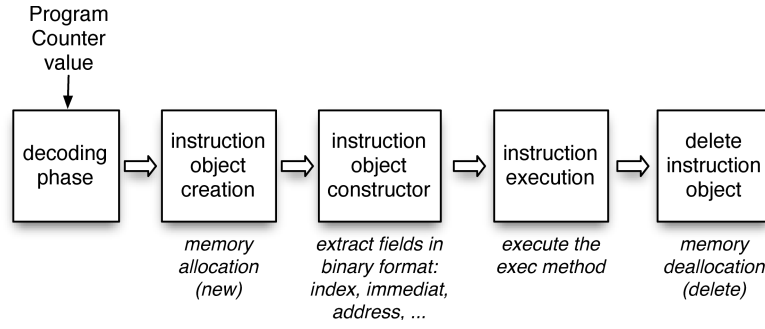 Program
Counter
value
decoding
phase
instruction
object
creation
instruction
object
constructor
instruction
execution
delete
instruction
object
memory
allocation
(new)
extract fields in
binary format:
index, immediat,
address, ...
execute the
exec method
memory
deallocation
(delete)